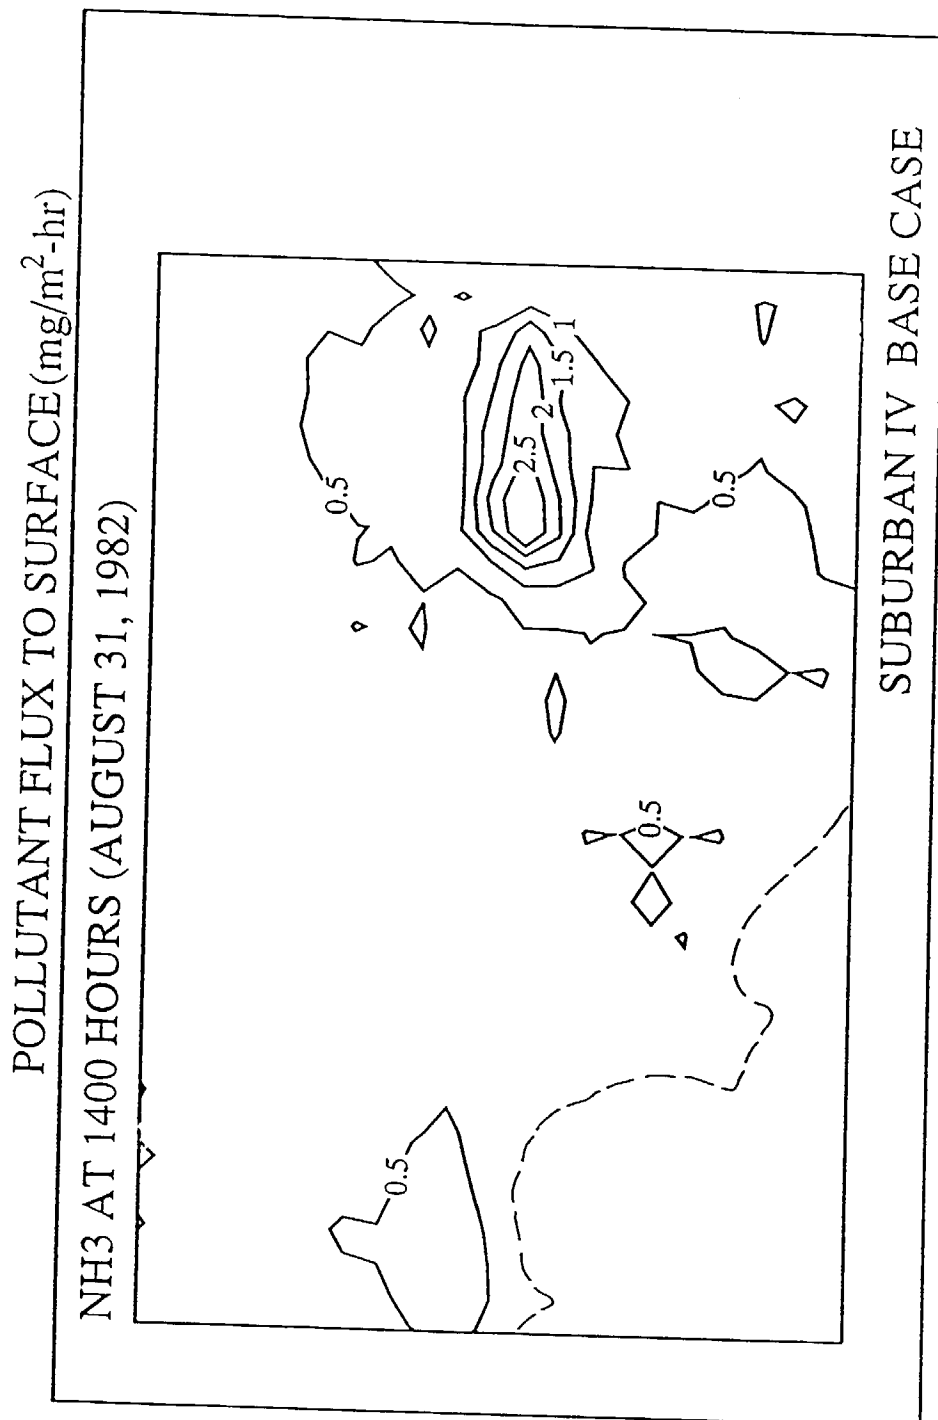 POLLUTANT FLUX TO SURFACE(mg/m²-hr)
NH3 AT 1400 HOURS (AUGUST 31, 1982)
0.5
0.5
0.5
2.5
2
1.5
1
0.5
SUBURBAN IV BASE CASE